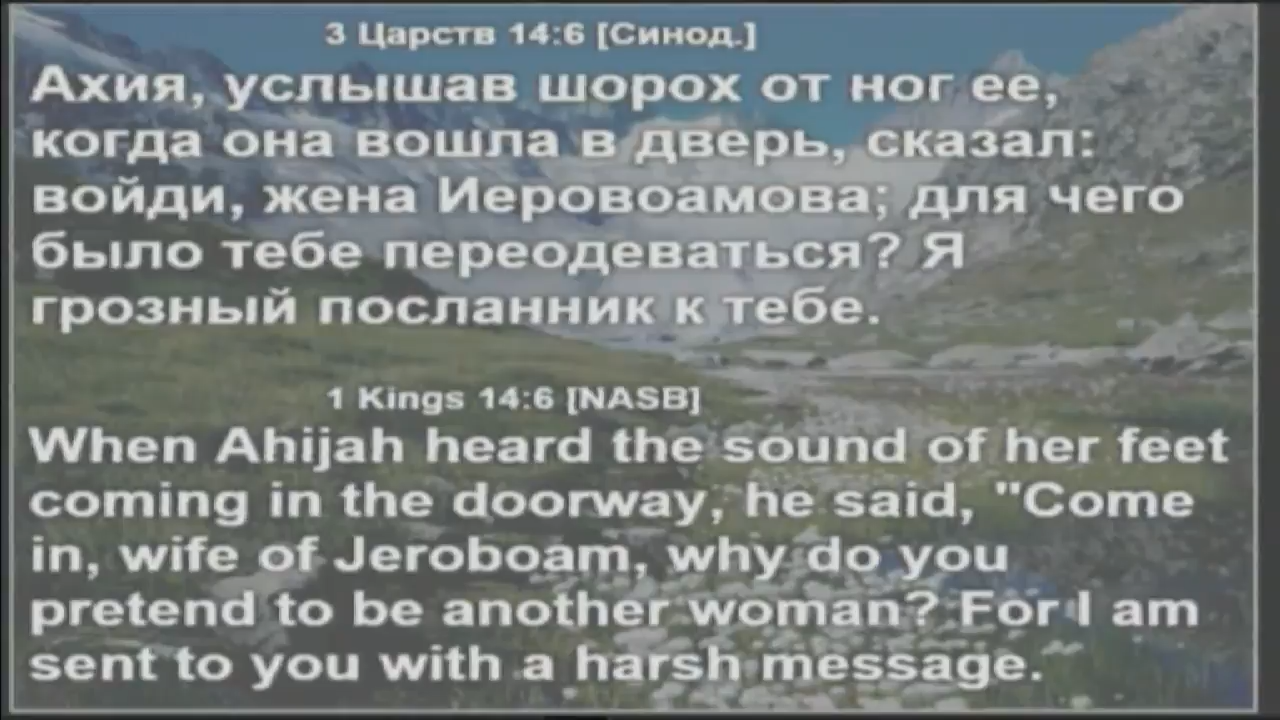 3 Царств 14:6 [Синод.]
Ахия, услышав шорох от ног ее,
когда она вошла в дверь, сказал:
войди, жена Иеровоамова; для чего
было тебе переодеваться? Я
грозный посланник к тебе.
1 Kings 14:6 [NASB]
When Ahijah heard the sound of her feet
coming in the doorway, he said, "Come
in, wife of Jeroboam, why do you
pretend to be another woman? For I am
sent to you with a harsh message.